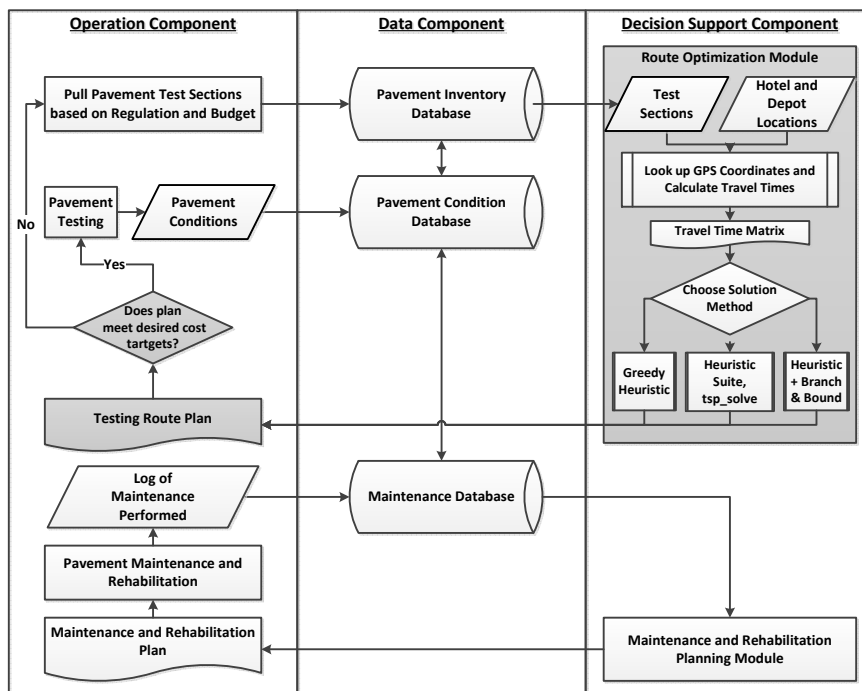 Operation Component
Data Component
Decision Support Component
Route Optimization Module
Pull Pavement Test Sections
based on Regulation and Budget
Pavement Inventory
Database
Test
Sections
Hotel and
Depot
Locations
Look up GPS Coordinates and
Calculate Travel Times
No
Pavement
Testing
Pavement
Conditions
Pavement Condition
Database
Travel Time Matrix
Yes
Choose Solution
Method
Does plan
meet desired cost
tartgets?
Greedy
Heuristic
Heuristic
Suite,
tsp_solve
Heuristic
+ Branch
& Bound
Testing Route Plan
Log of
Maintenance
Performed
Maintenance Database
Pavement Maintenance and
Rehabilitation
Maintenance and Rehabilitation
Plan
Maintenance and Rehabilitation
Planning Module